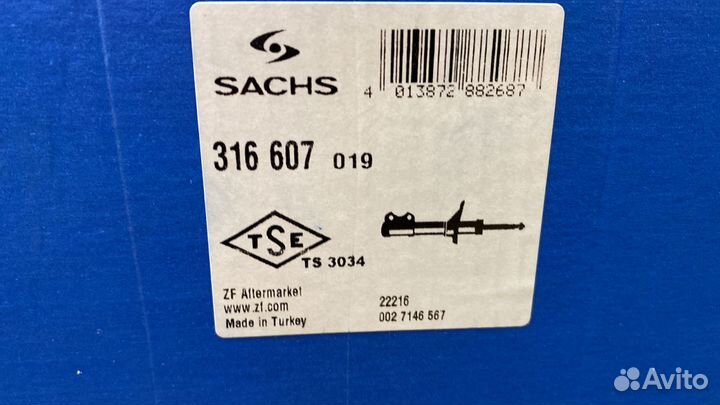 SACHS
4 013872 882687
316 607 019
TSE
TS 3034
ZF Aftermarket
www.zf.com
Made in Turkey
22216
002 7146 567
Avito